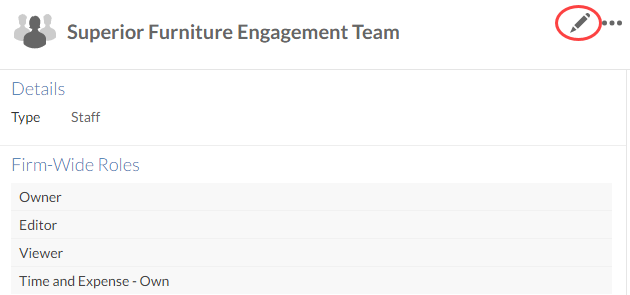 Superior Furniture Engagement Team
Details
Type Staff
Firm-Wide Roles
Owner
Editor
Viewer
Time and Expense - Own